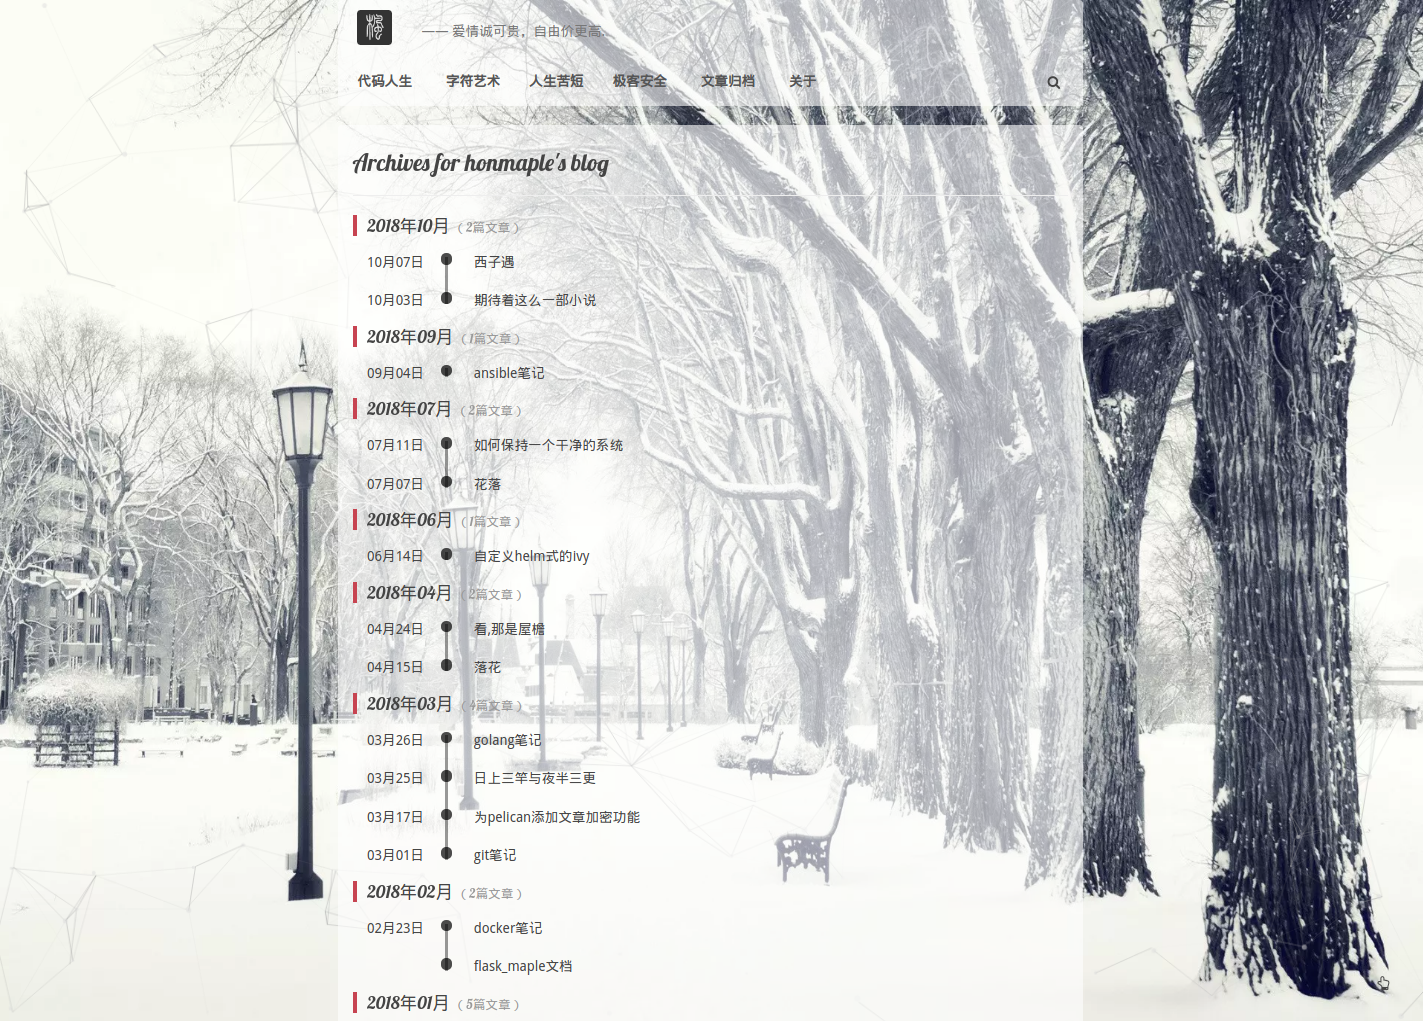 —— 爱情诚可贵，自由价更高..
代码人生 字符艺术 人生苦短 极客安全 文章归档 关于
Archives for honmaple's blog
2018年10月 ( 2篇文章 )
10月07日 西子遇
10月03日 期待着这么一部小说
2018年09月 ( 1篇文章 )
09月04日 ansible笔记
2018年07月 ( 2篇文章 )
07月11日 如何保持一个干净的系统
07月07日 花落
2018年06月 ( 1篇文章 )
06月14日 自定义helm式的ivy
2018年04月 ( 2篇文章 )
04月24日 看,那是屋檐
04月15日 落花
2018年03月 ( 4篇文章 )
03月26日 golang笔记
03月25日 日上三竿与夜半三更
03月17日 为pelican添加文章加密功能
03月01日 git笔记
2018年02月 ( 2篇文章 )
02月23日 docker笔记
flask_maple文档
2018年01月 ( 5篇文章 )